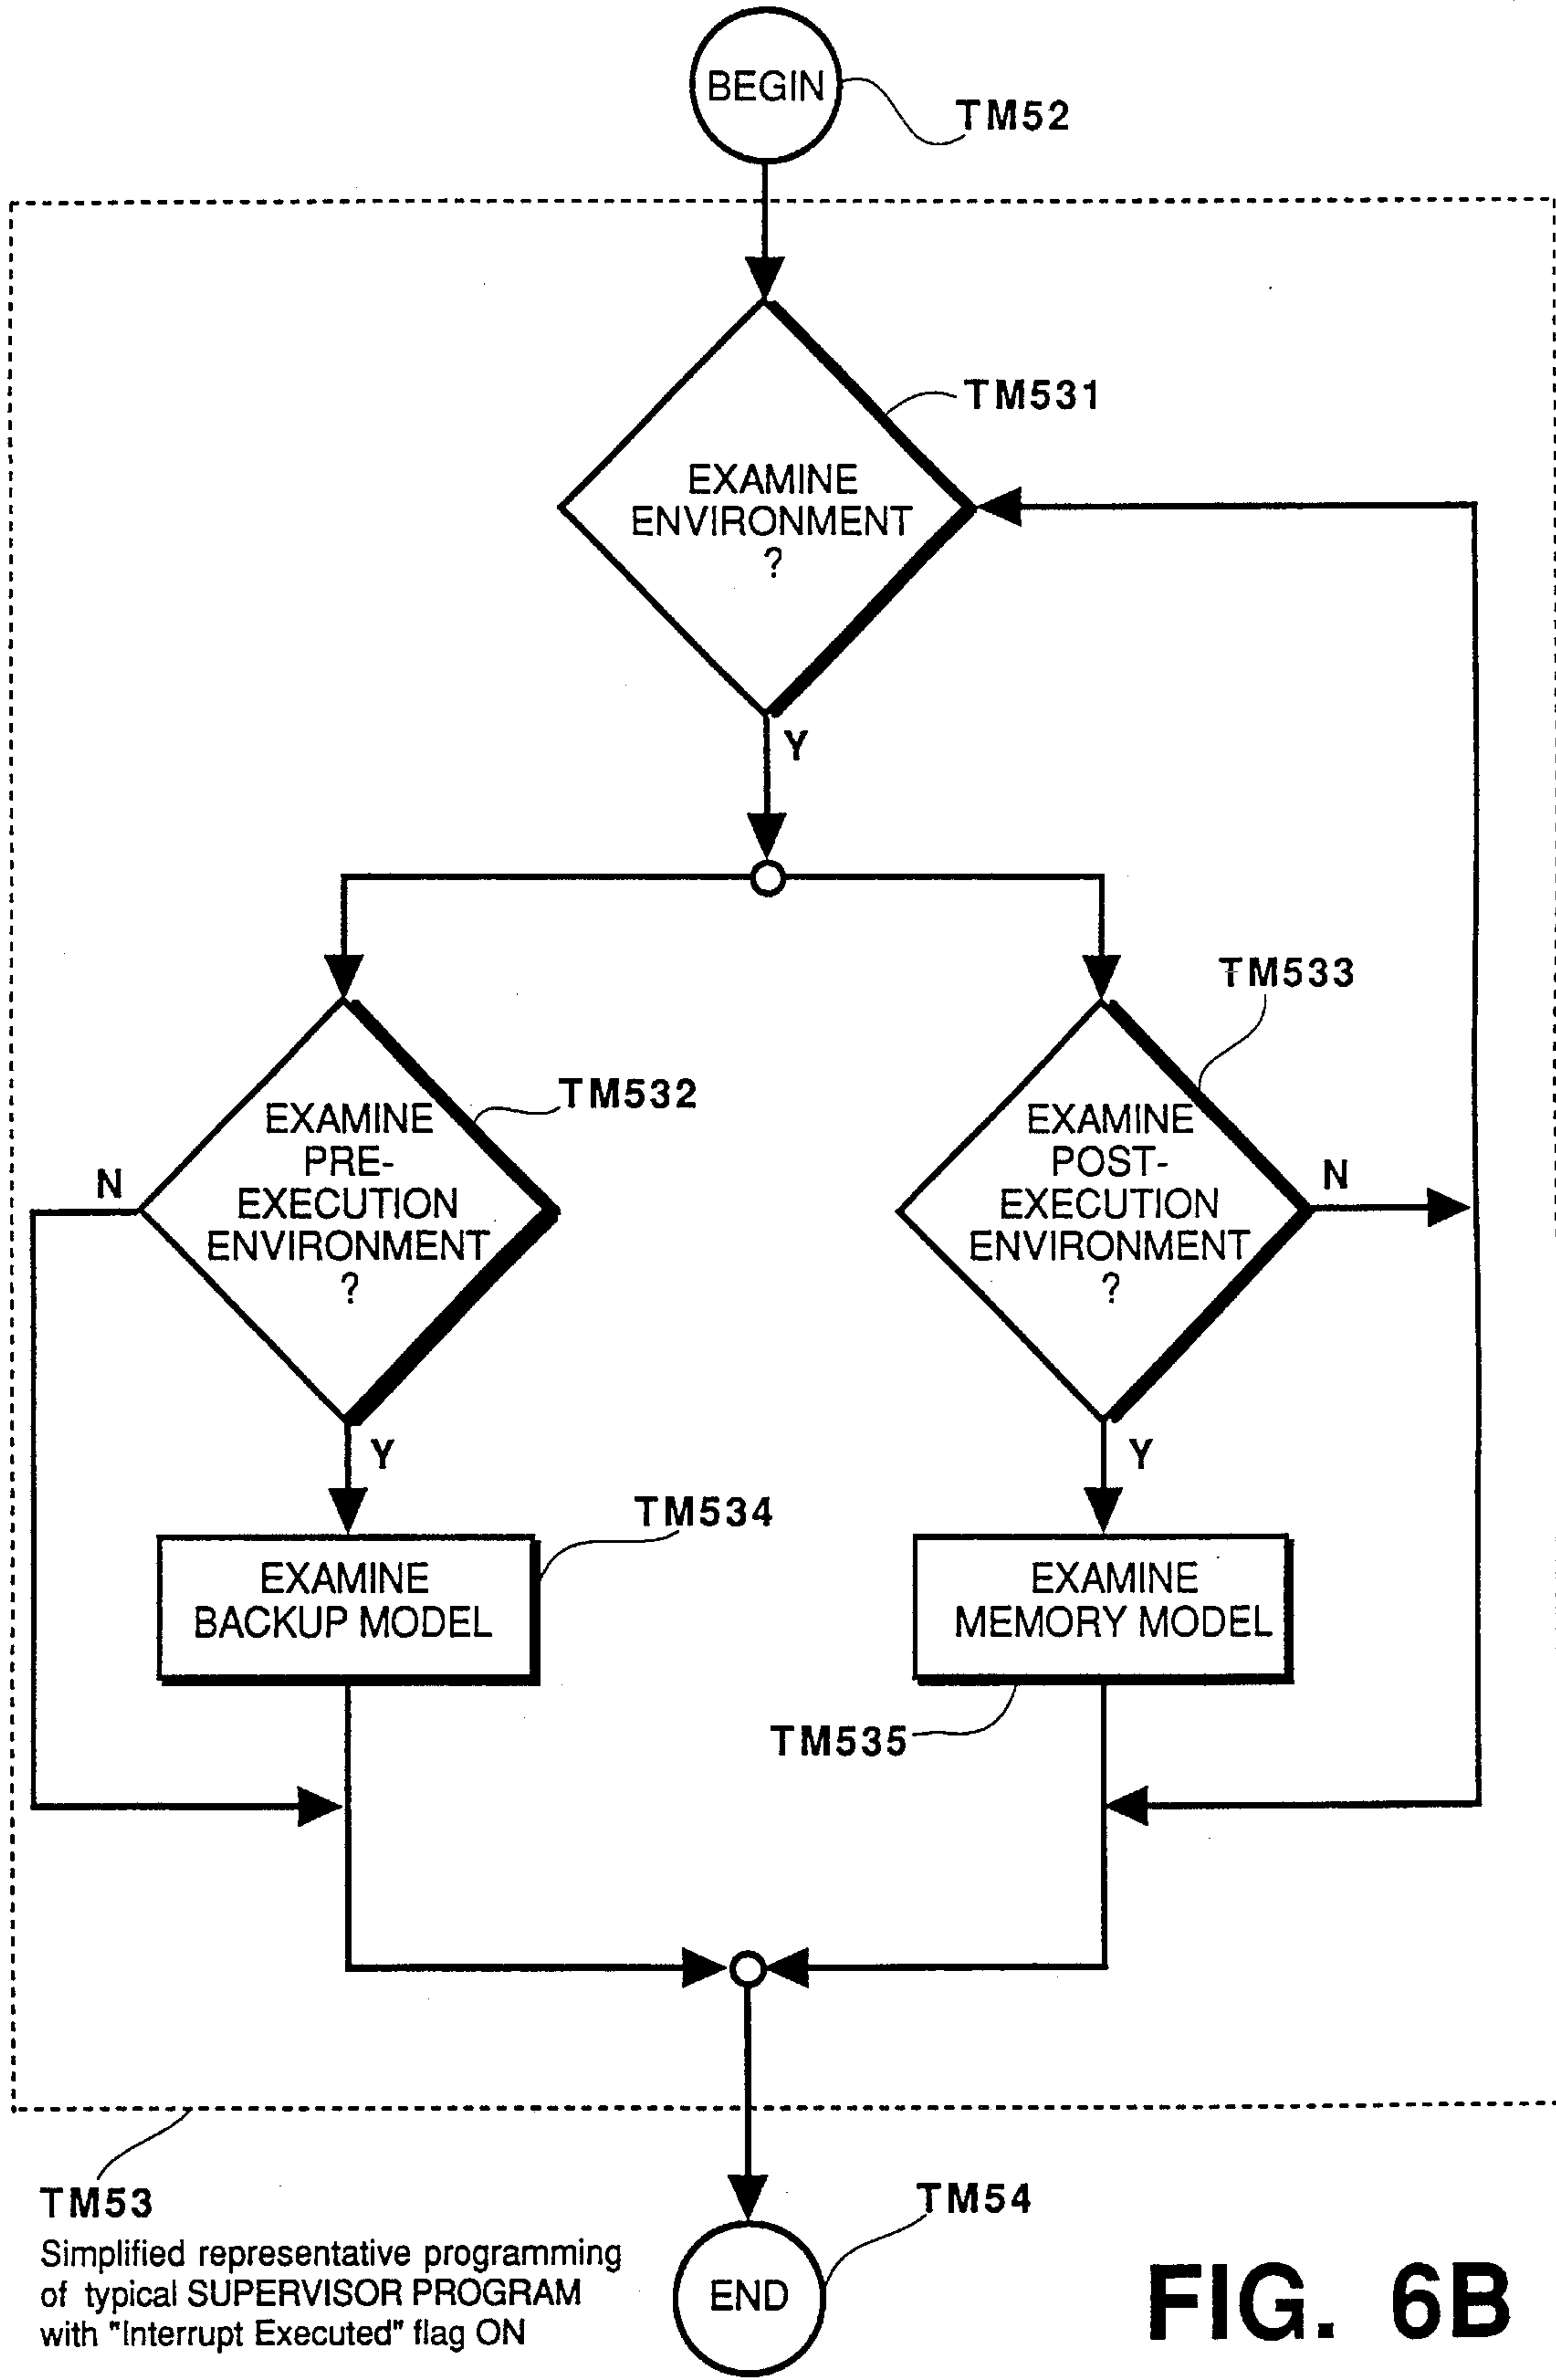 BEGIN
TM52
TM531
EXAMINE
ENVIRONMENT
?
Y
TM533
TM532
EXAMINE
PRE-
EXECUTION
ENVIRONMENT
?
N
EXAMINE
POST-
EXECUTION
ENVIRONMENT
?
N
Y
Y
TM534
EXAMINE
BACKUP MODEL
EXAMINE
MEMORY MODEL
TM535
TM53
Simplified representative programming
of typical SUPERVISOR PROGRAM
with "Interrupt Executed" flag ON
TM54
END
FIG. 6B